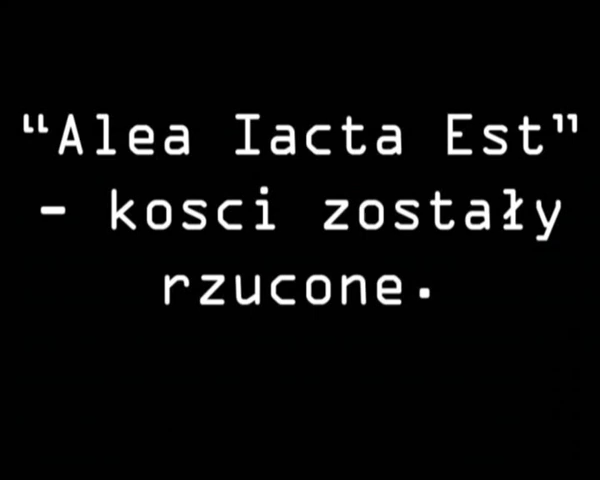 “Alea Iacta Est”
- kosci zostały
rzucone.